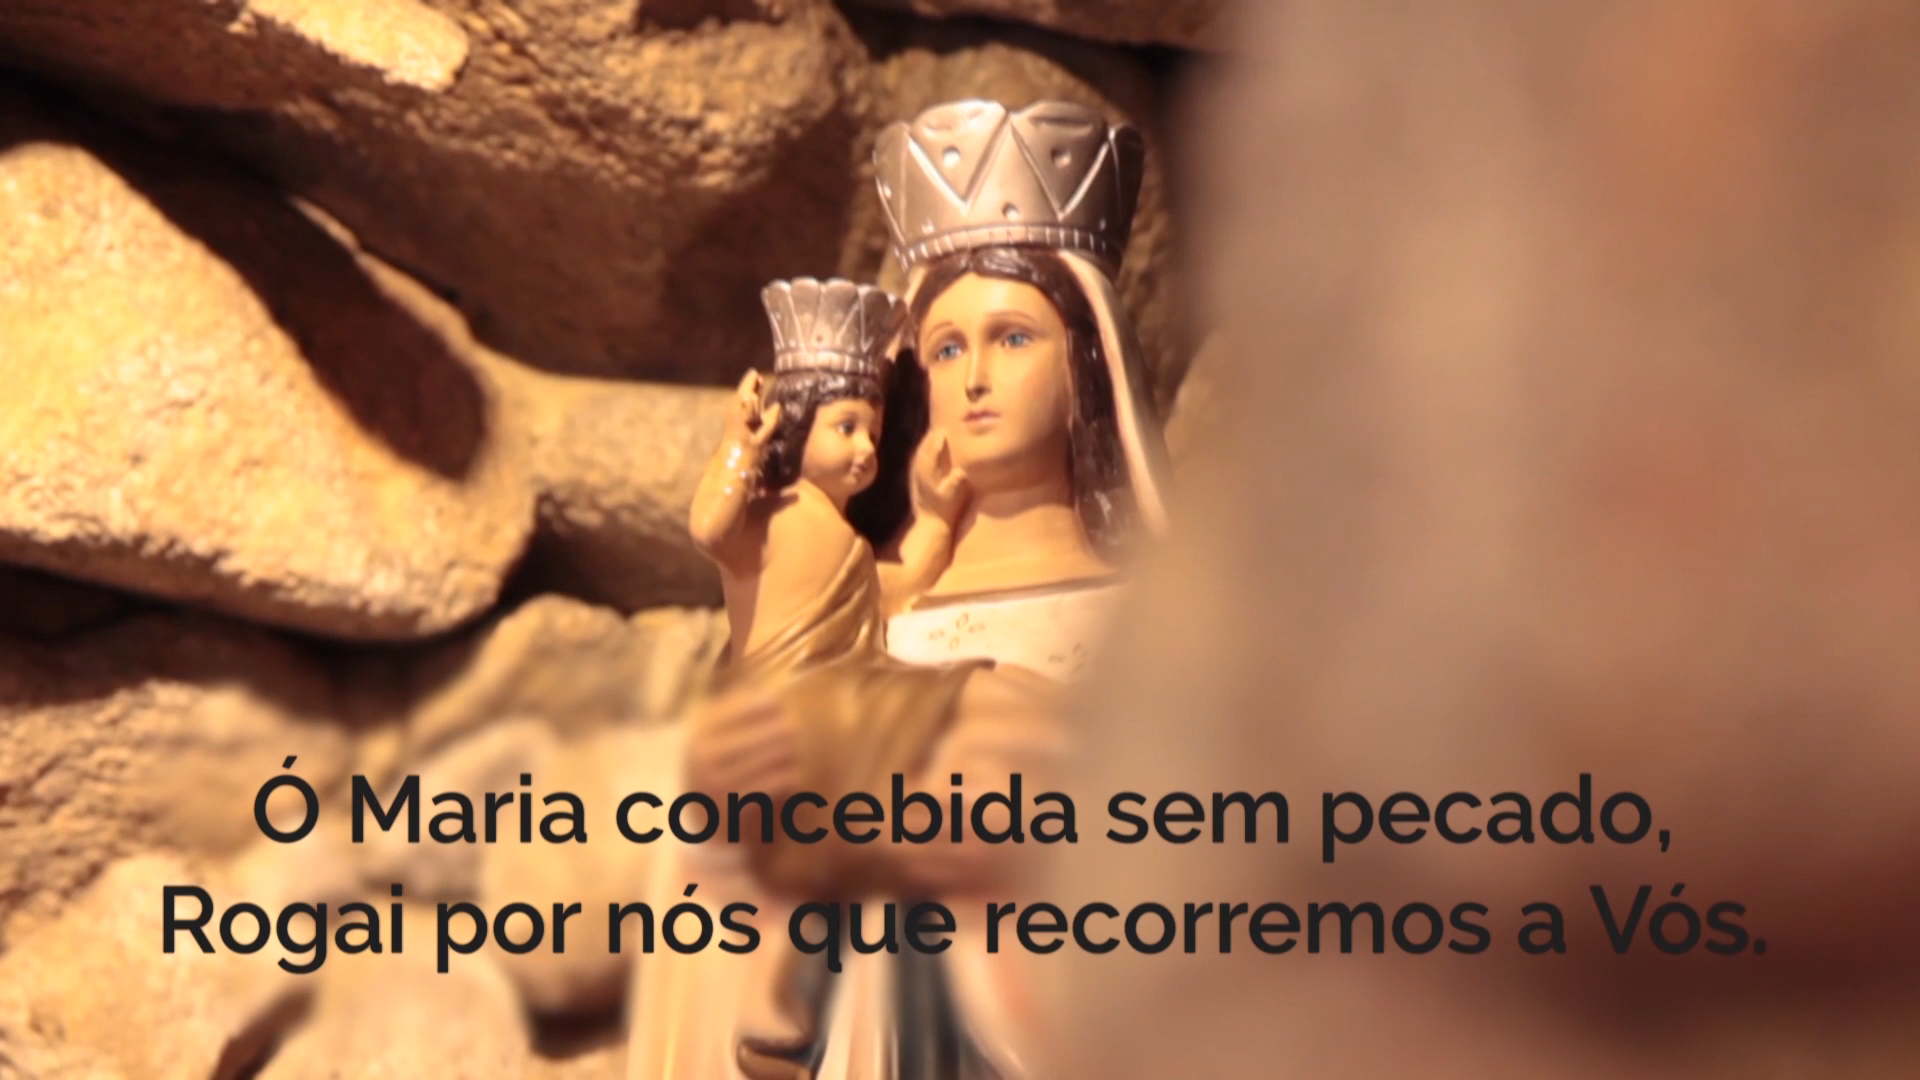 Ó Maria concebida sem pecado,
Rogai por nós que recorremos a Vós.